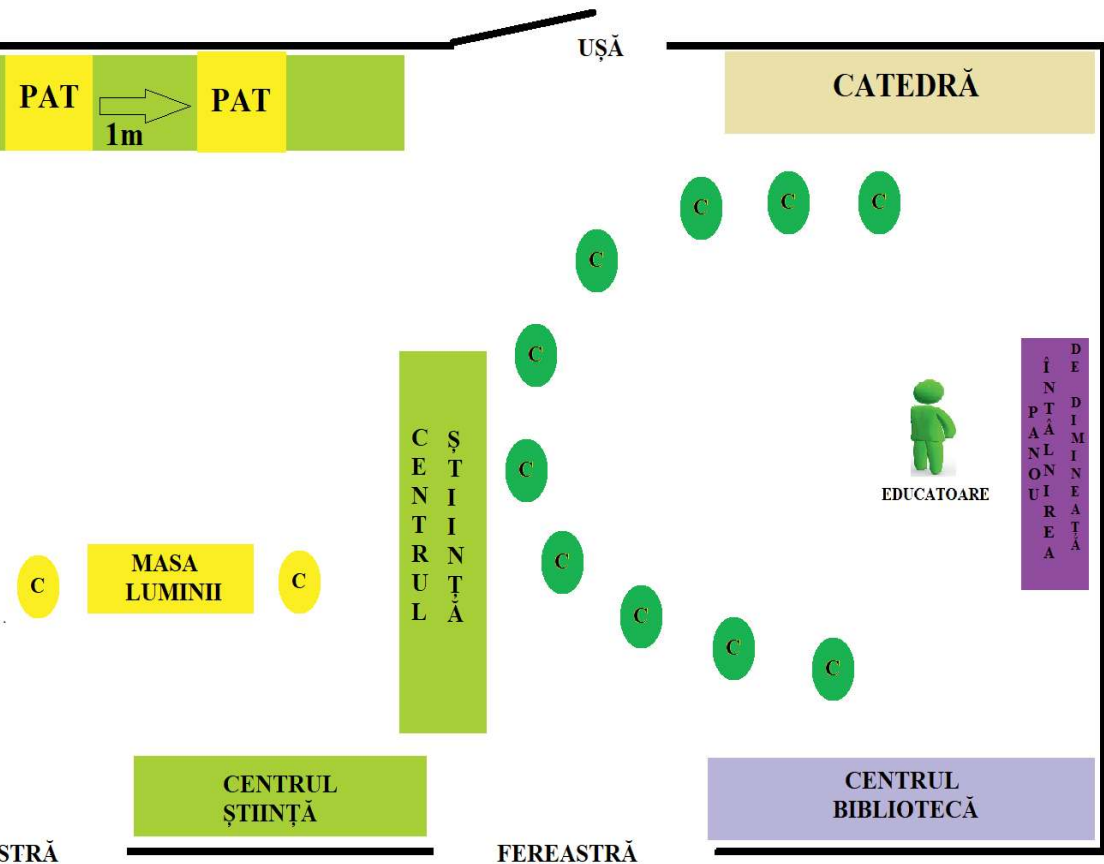 UȘĂ
PAT
PAT
1m
CATEDRĂ
C
C
C
C
C
C
C
C
C
C
CENTRUL
ȘTIINȚĂ
EDUCATOARE
PANOU
ÎNTÂLNIREA
DE DIMINEAȚĂ
C
MASA
LUMINII
C
CENTRUL
ȘTIINȚĂ
CENTRUL
BIBLIOTECĂ
STRĂ
FEREASTRĂ